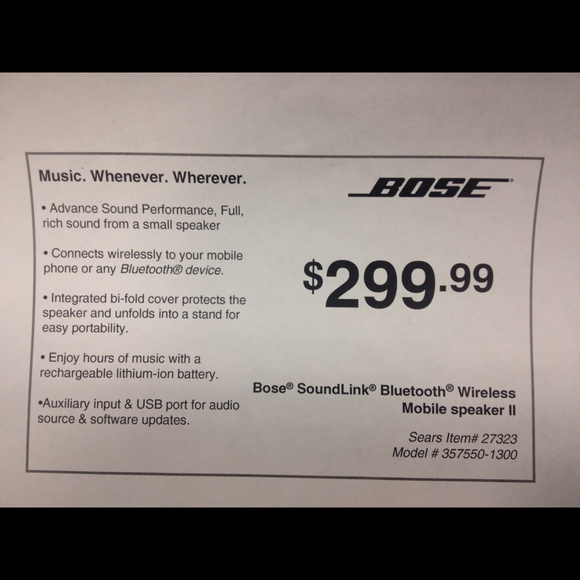 Music. Whenever. Wherever.
• Advance Sound Performance, Full,
rich sound from a small speaker
• Connects wirelessly to your mobile
phone or any Bluetooth® device.
• Integrated bi-fold cover protects the
speaker and unfolds into a stand for
easy portability.
• Enjoy hours of music with a
rechargeable lithium-ion battery.
•Auxiliary input & USB port for audio
source & software updates.
BOSE®
$299.99
Bose® SoundLink® Bluetooth® Wireless
Mobile speaker II
Sears Item# 27323
Model # 357550-1300